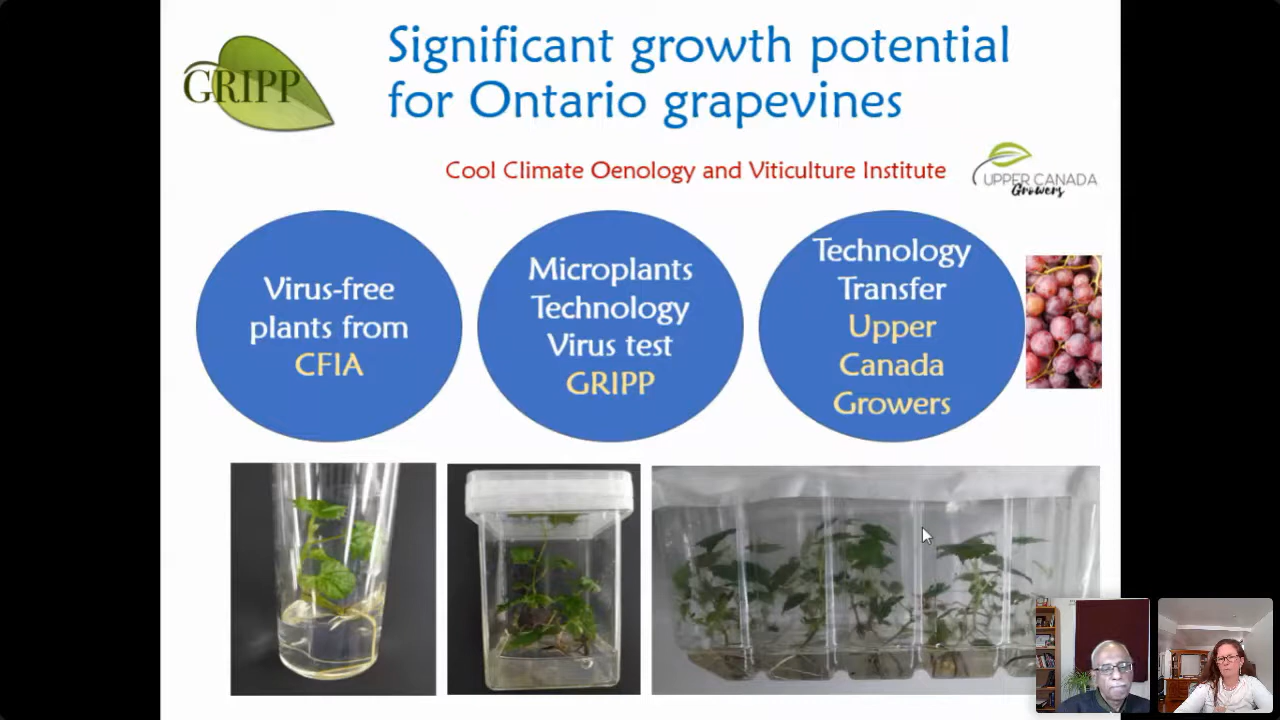 GRIPP
Significant growth potential
for Ontario grapevines
Cool Climate Oenology and Viticulture Institute
UPPER CANADA
Growers
Virus-free
plants from
CFIA
Microplants
Technology
Virus test
GRIPP
Technology
Transfer
Upper
Canada
Growers